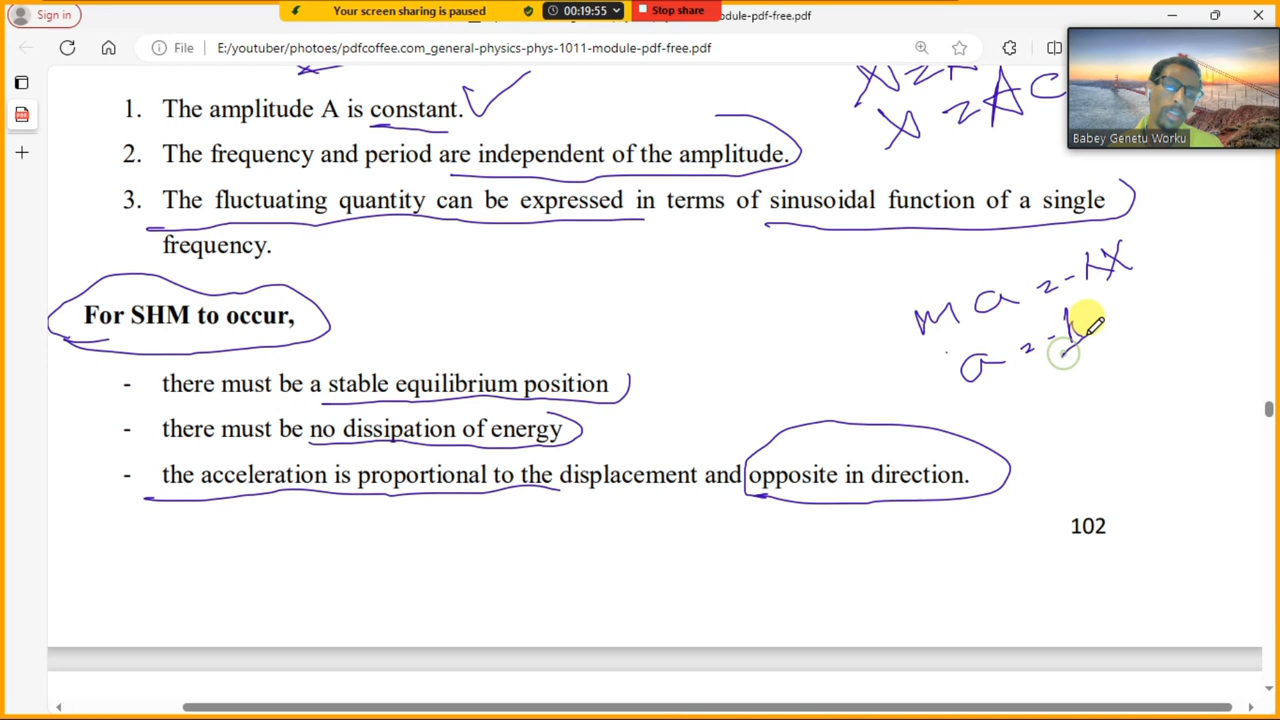 Sign in
Your screen sharing is paused
00:19:55
Stop share
odule-pdf-free.pdf
File
E:/youtuber/photoes/pdfcoffee.com_general-physics-phys-1011-module-pdf-free.pdf
Babey Genetu Worku
x = A C
1. The amplitude A is constant.
2. The frequency and period are independent of the amplitude.
3. The fluctuating quantity can be expressed in terms of sinusoidal function of a single
frequency.
ma = -kx
For SHM to occur,
a = -k
- there must be a stable equilibrium position
- there must be no dissipation of energy
- the acceleration is proportional to the displacement and opposite in direction.
102